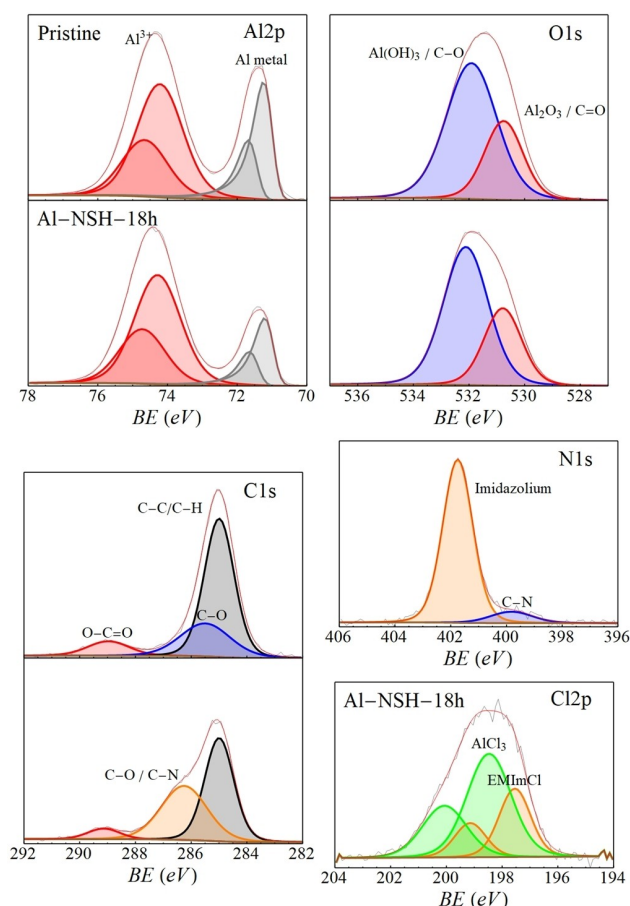 Pristine
Al³⁺
Al2p
Al metal
O1s
Al(OH)₃ / C−O
Al₂O₃ / C=O
Al−NSH−18h
78 76 74 72 70
BE (eV)
536 534 532 530 528
BE (eV)
C1s
C−C/C−H
C−O
O−C=O
C−O / C−N
292 290 288 286 284 282
BE (eV)
N1s
Imidazolium
C−N
406 404 402 400 398 396
BE (eV)
Al−NSH−18h
Cl2p
AlCl₃
EMImCl
204 202 200 198 196 194
BE (eV)